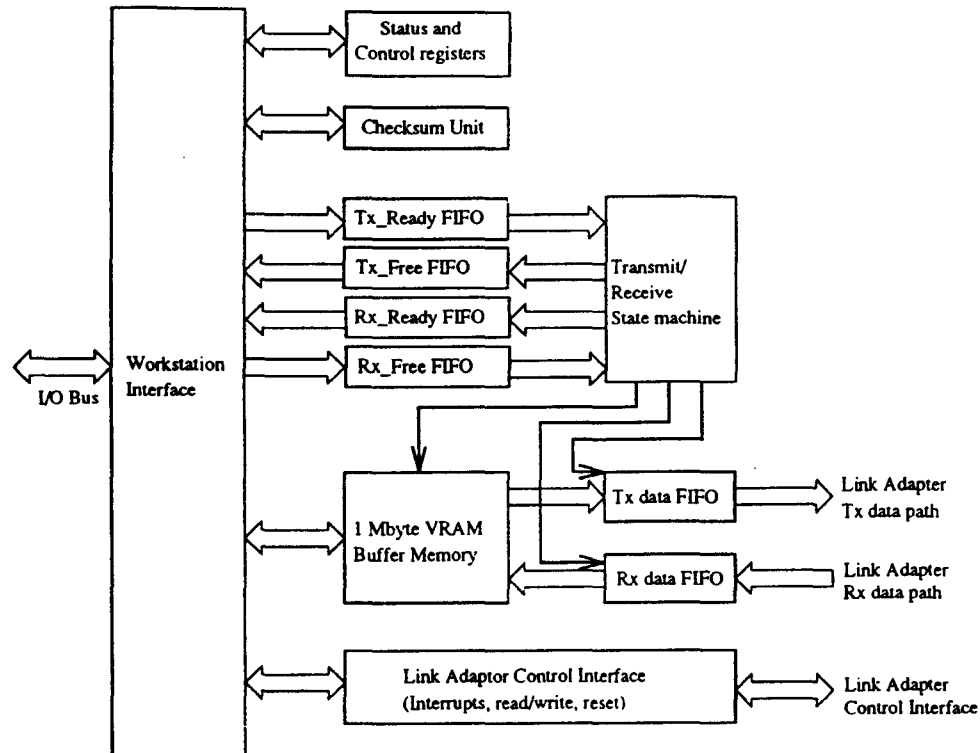 Status and
Control registers
Checksum Unit
Tx_Ready FIFO
Tx_Free FIFO
Rx_Ready FIFO
Rx_Free FIFO
Transmit/
Receive
State machine
Workstation
Interface
I/O Bus
1 Mbyte VRAM
Buffer Memory
Tx data FIFO
Link Adapter
Tx data path
Rx data FIFO
Link Adapter
Rx data path
Link Adaptor Control Interface
(Interrupts, read/write, reset)
Link Adapter
Control Interface